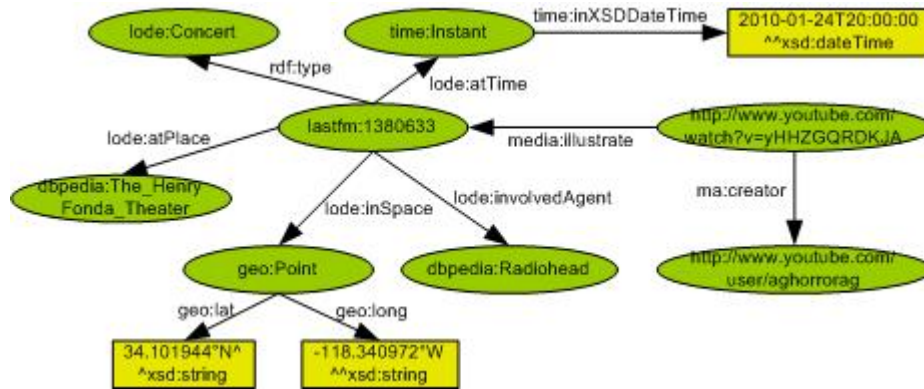 lode:Concert
time:Instant
time:inXSDDateTime
2010-01-24T20:00:00
^^xsd:dateTime
rdf:type
lode:atTime
lode:atPlace
lastfm:1380633
media:illustrate
http://www.youtube.com/
watch?v=yHHZGQRDKJA
dbpedia:The_Henry
Fonda_Theater
lode:inSpace
lode:involvedAgent
ma:creator
geo:Point
dbpedia:Radiohead
http://www.youtube.com/
user/aghorrorag
geo:lat
geo:long
34.101944°N^
^xsd:string
-118.340972°W
^^xsd:string